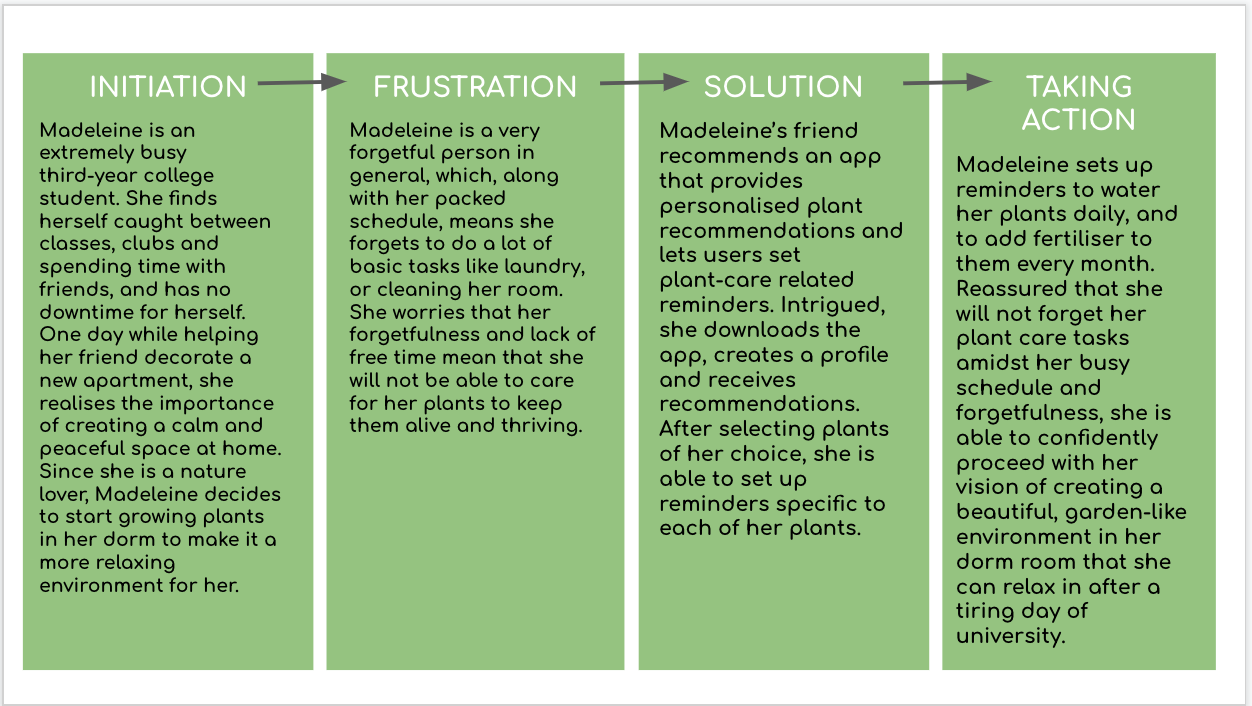 INITIATION
Madeleine is an
extremely busy
third-year college
student. She finds
herself caught between
classes, clubs and
spending time with
friends, and has no
downtime for herself.
One day while helping
her friend decorate a
new apartment, she
realises the importance
of creating a calm and
peaceful space at home.
Since she is a nature
lover, Madeleine decides
to start growing plants
in her dorm to make it a
more relaxing
environment for her.
FRUSTRATION
Madeleine is a very
forgetful person in
general, which, along
with her packed
schedule, means she
forgets to do a lot of
basic tasks like laundry,
or cleaning her room.
She worries that her
forgetfulness and lack of
free time mean that she
will not be able to care
for her plants to keep
them alive and thriving.
SOLUTION
Madeleine’s friend
recommends an app
that provides
personalised plant
recommendations and
lets users set
plant-care related
reminders. Intrigued,
she downloads the
app, creates a profile
and receives
recommendations.
After selecting plants
of her choice, she is
able to set up
reminders specific to
each of her plants.
TAKING
ACTION
Madeleine sets up
reminders to water
her plants daily, and
to add fertiliser to
them every month.
Reassured that she
will not forget her
plant care tasks
amidst her busy
schedule and
forgetfulness, she is
able to confidently
proceed with her
vision of creating a
beautiful, garden-like
environment in her
dorm room that she
can relax in after a
tiring day of
university.